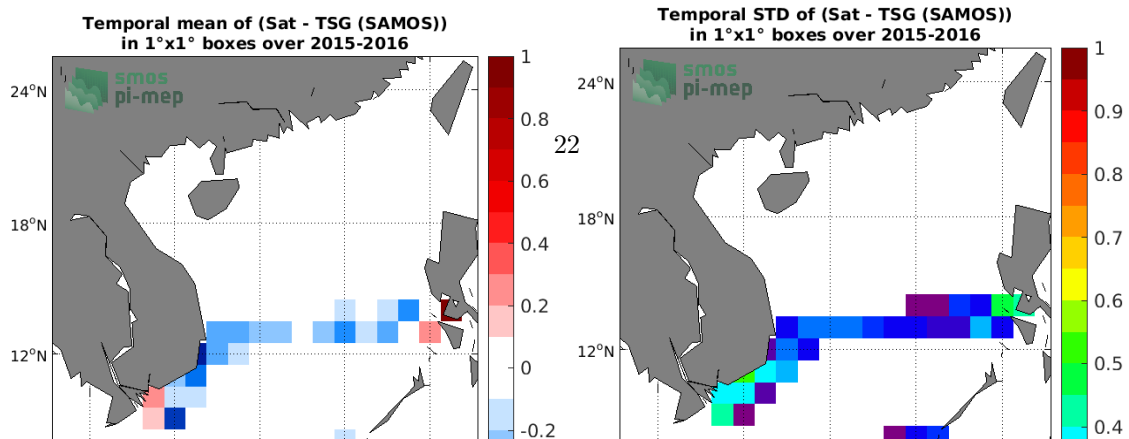 Temporal mean of (Sat - TSG (SAMOS))
in 1°x1° boxes over 2015-2016
smos
pi-mep
24°N
18°N
12°N
1
0.8
0.6
0.4
0.2
0
-0.2
22
Temporal STD of (Sat - TSG (SAMOS))
in 1°x1° boxes over 2015-2016
smos
pi-mep
24°N
18°N
12°N
1
0.9
0.8
0.7
0.6
0.5
0.4